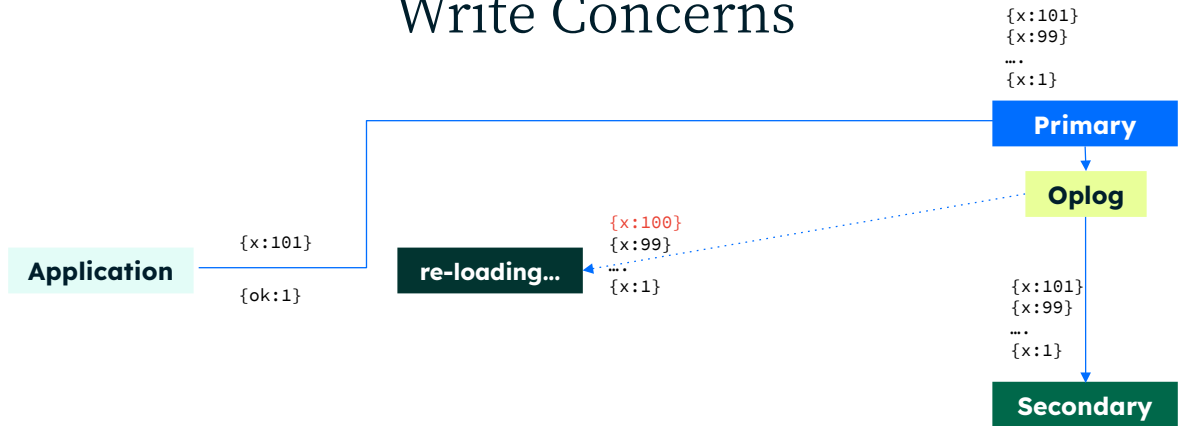 Write Concerns
{x:101}
{x:99}
….
{x:1}
Primary
Oplog
{x:100}
{x:99}
….
{x:1}
{x:101}
Application
re-loading...
{ok:1}
{x:101}
{x:99}
….
{x:1}
Secondary